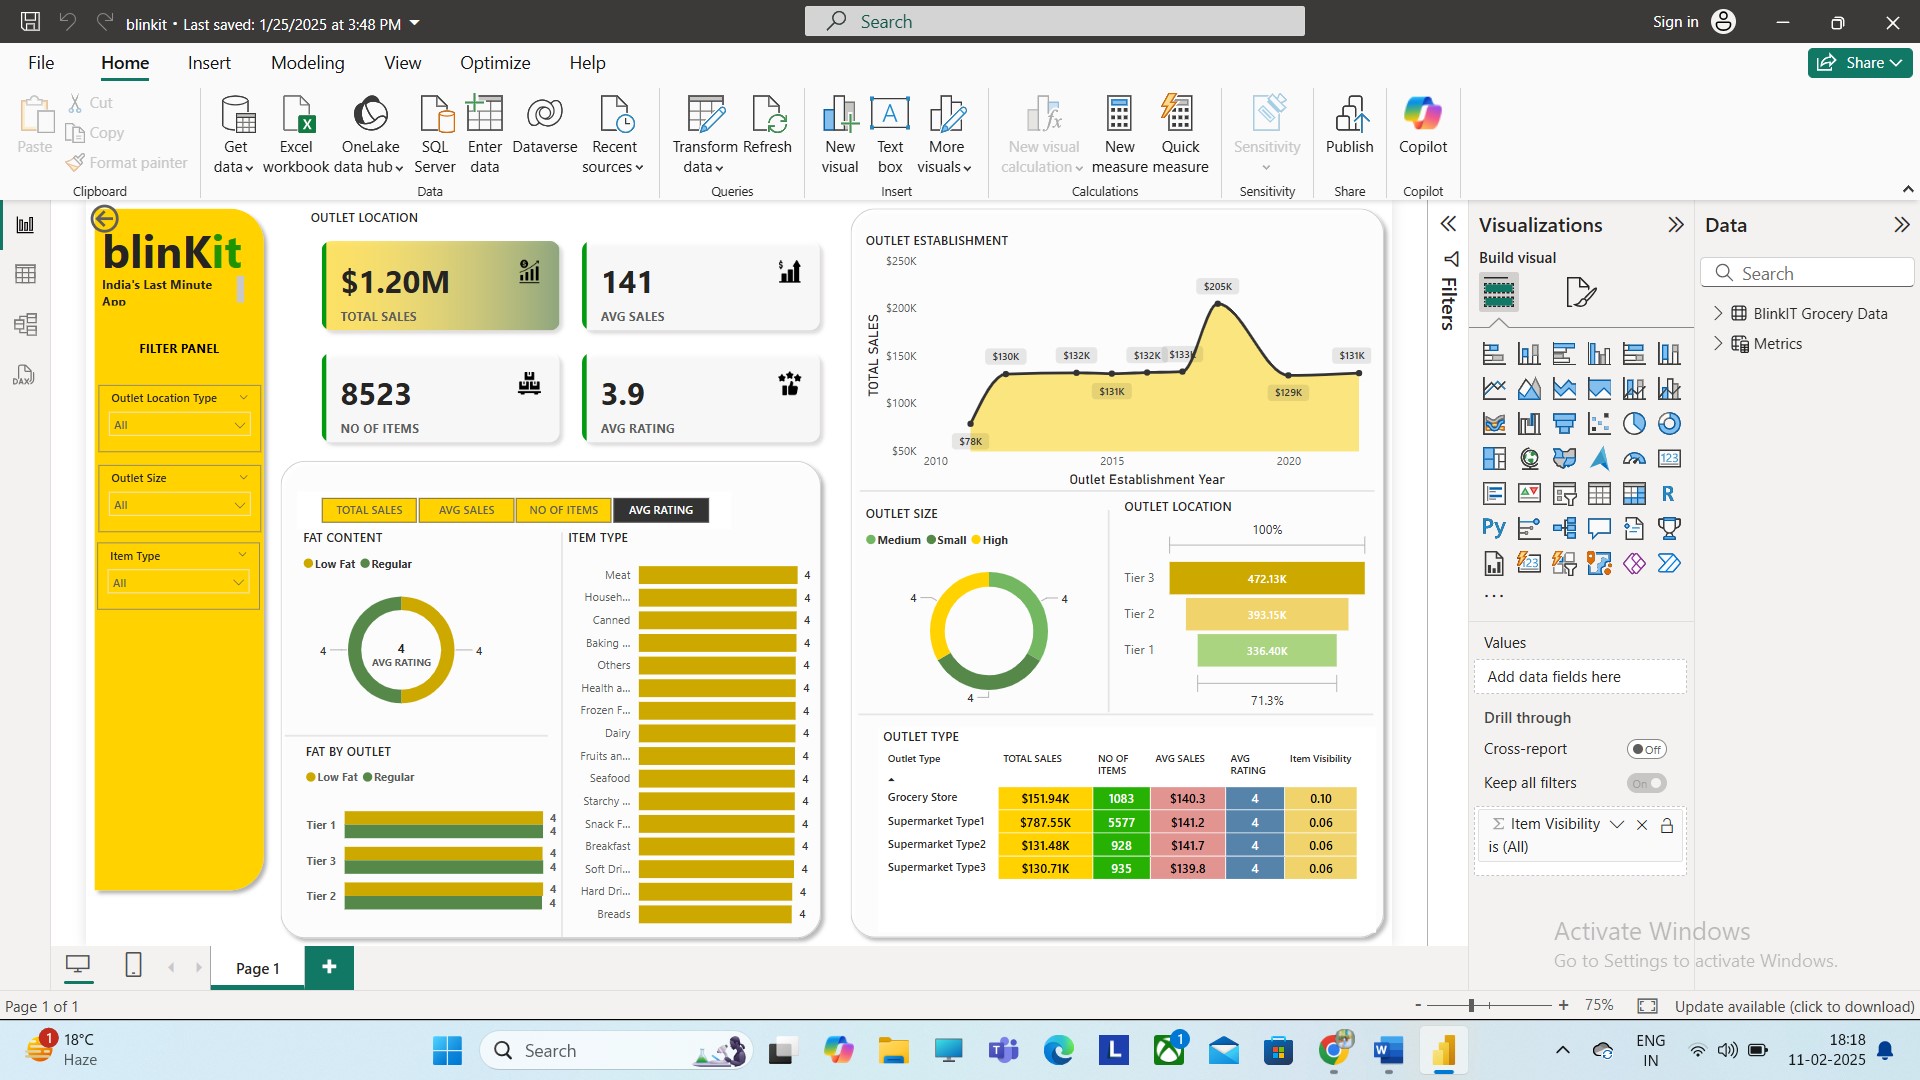 blinkit • Last saved: 1/25/2025 at 3:48 PM
Search
Sign in
File Home Insert Modeling View Optimize Help
Share
Paste
Cut
Copy
Format painter
Clipboard
Get data
Excel workbook
OneLake data hub
SQL Server
Enter data
Dataverse
Recent sources
Data
Transform data
Refresh
Queries
New visual
Text box
More visuals
Insert
New visual calculation
New measure
Quick measure
Calculations
Sensitivity
Sensitivity
Publish
Share
Copilot
Copilot
blinKit
India's Last Minute
App
FILTER PANEL
Outlet Location Type
All
Outlet Size
All
Item Type
All
OUTLET LOCATION
$1.20M
TOTAL SALES
141
AVG SALES
8523
NO OF ITEMS
3.9
AVG RATING
TOTAL SALES AVG SALES NO OF ITEMS AVG RATING
FAT CONTENT
Low Fat Regular
4
4
AVG RATING
4
FAT BY OUTLET
Low Fat Regular
Tier 1 4 4
Tier 3 4 4
Tier 2 4 4
ITEM TYPE
Meat 4
Househ... 4
Canned 4
Baking ... 4
Others 4
Health a... 4
Frozen F... 4
Dairy 4
Fruits an... 4
Seafood 4
Starchy ... 4
Snack F... 4
Breakfast 4
Soft Dri... 4
Hard Dri... 4
Breads 4
OUTLET ESTABLISHMENT
TOTAL SALES
$250K
$200K
$150K
$100K
$50K
$78K
$130K
$132K
$131K
$132K
$133K
$205K
$129K
$131K
2010 2015 2020
Outlet Establishment Year
OUTLET SIZE
Medium Small High
4
4
4
OUTLET LOCATION
100%
Tier 3 472.13K
Tier 2 393.15K
Tier 1 336.40K
71.3%
OUTLET TYPE
Outlet Type TOTAL SALES NO OF ITEMS AVG SALES AVG RATING Item Visibility
Grocery Store $151.94K 1083 $140.3 4 0.10
Supermarket Type1 $787.55K 5577 $141.2 4 0.06
Supermarket Type2 $131.48K 928 $141.7 4 0.06
Supermarket Type3 $130.71K 935 $139.8 4 0.06
Filters
Visualizations
Build visual
123
R
Py
123
...
Values
Add data fields here
Drill through
Cross-report Off
Keep all filters On
Item Visibility
is (All)
Data
Search
BlinkIT Grocery Data
Metrics
DAX
Activate Windows
Go to Settings to activate Windows.
Page 1
+
Page 1 of 1
- + 75%
Update available (click to download)
1
18°C
Haze
Search
L
1
ENG
IN
18:18
11-02-2025